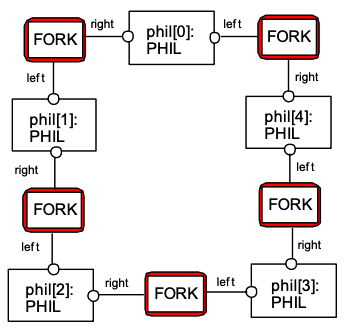 right
left
FORK
phil[0]:
PHIL
FORK
left
right
phil[1]:
PHIL
phil[4]:
PHIL
right
left
FORK
FORK
left
right
phil[2]:
PHIL
right
FORK
left
phil[3]:
PHIL